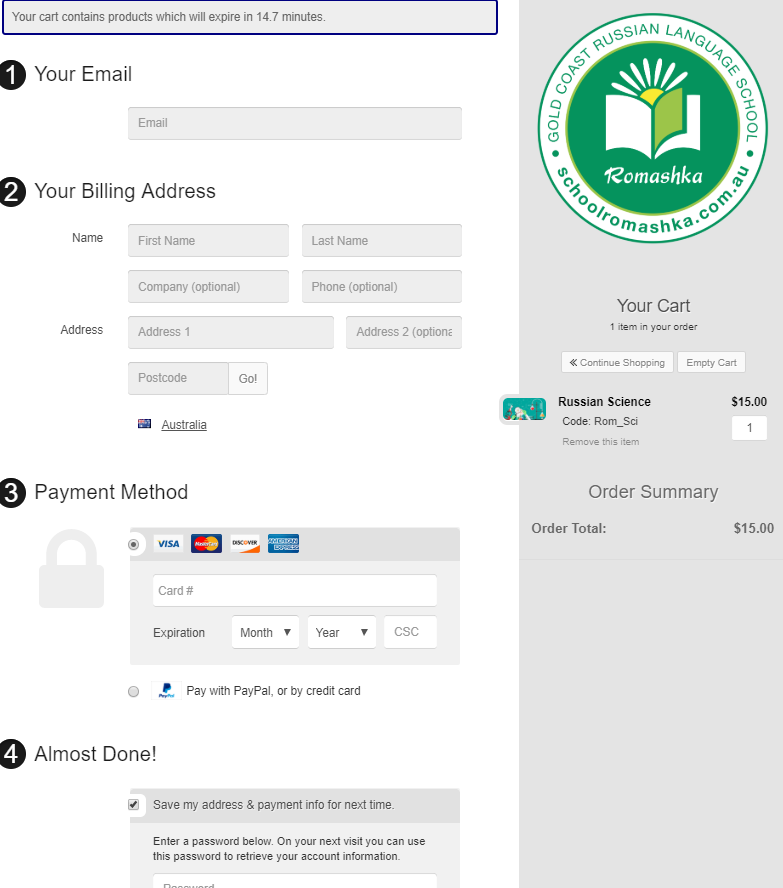 Your cart contains products which will expire in 14.7 minutes.
1 Your Email
Email
2 Your Billing Address
Name
First Name
Last Name
Company (optional)
Phone (optional)
Address
Address 1
Address 2 (optiona
Postcode
Go!
Australia
3 Payment Method
VISA
MasterCard
DISCOVER
AMERICAN EXPRESS
Card #
Expiration
Month
Year
CSC
PayPal
Pay with PayPal, or by credit card
4 Almost Done!
Save my address & payment info for next time.
Enter a password below. On your next visit you can use
this password to retrieve your account information.
Password
GOLD COAST RUSSIAN LANGUAGE SCHOOL
Romashka
schoolromashka.com.au
Your Cart
1 item in your order
« Continue Shopping
Empty Cart
Russian Science
$15.00
Code: Rom_Sci
1
Remove this item
Order Summary
Order Total:
$15.00